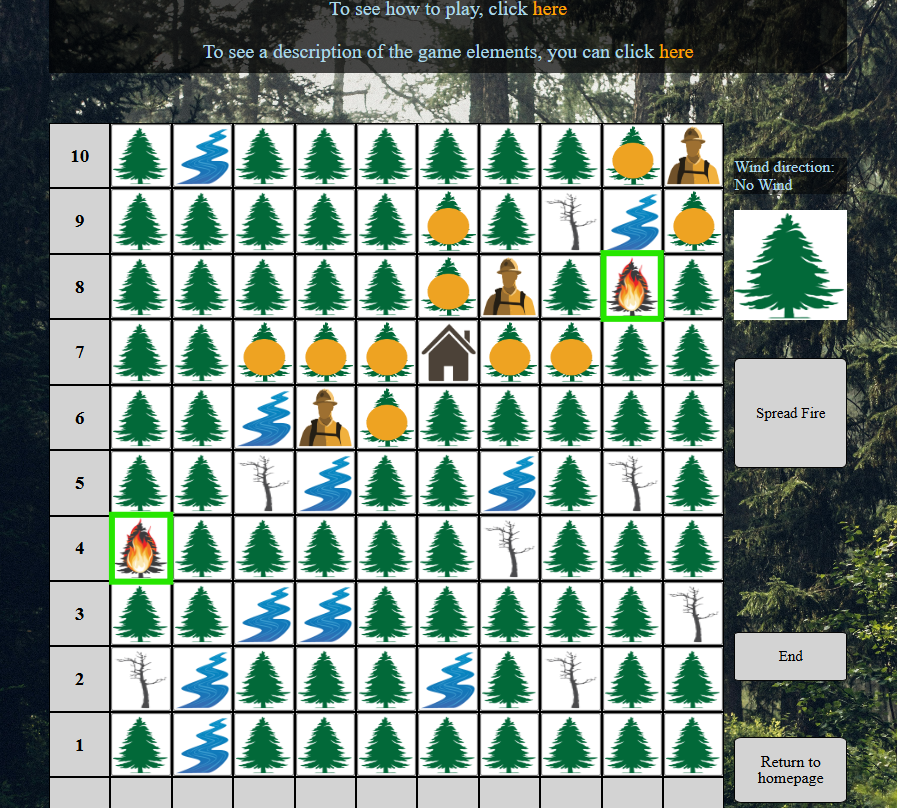 To see how to play, click here
To see a description of the game elements, you can click here
10
Wind direction:
No Wind
9
8
7
Spread Fire
6
5
4
3
End
2
1
Return to
homepage